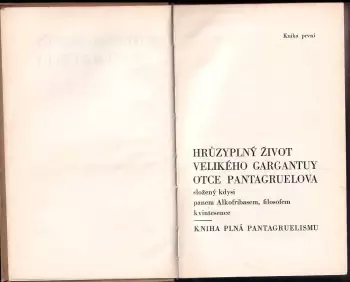 Kniha první
HRŮZYPLNÝ ŽIVOT
VELIKÉHO GARGANTUY
OTCE PANTAGRUELOVA
složený kdysi
panem Alkofribasem, filosofem
kvintesence
KNIHA PLNÁ PANTAGRUELISMU